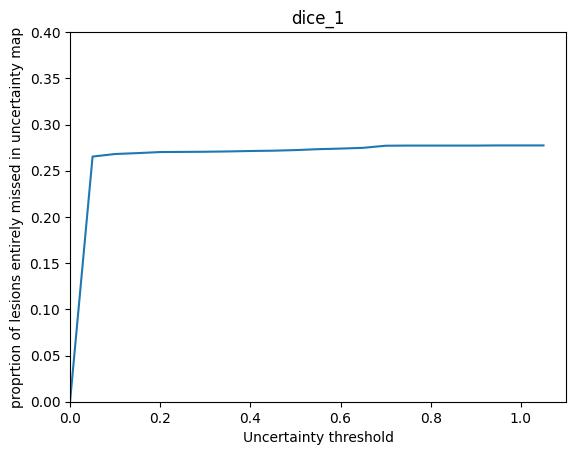 dice_1
proprtion of lesions entirely missed in uncertainty map
0.40
0.35
0.30
0.25
0.20
0.15
0.10
0.05
0.00
0.0 0.2 0.4 0.6 0.8 1.0
Uncertainty threshold